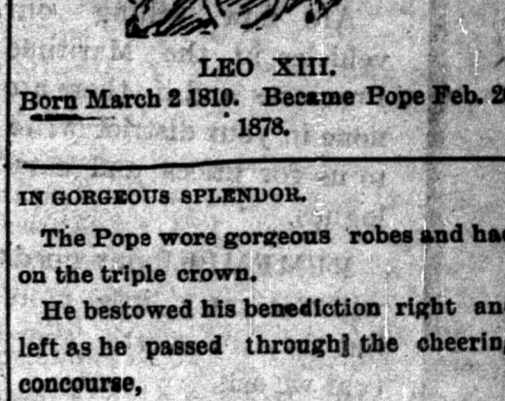 LEO XIII.
Born March 2 1810. Became Pope Feb. 2
1878.
IN GORGEOUS SPLENDOR.
The Pope wore gorgeous robes and ha
on the triple crown.
He bestowed his benediction right an
left as he passed through the cheerin
concourse,